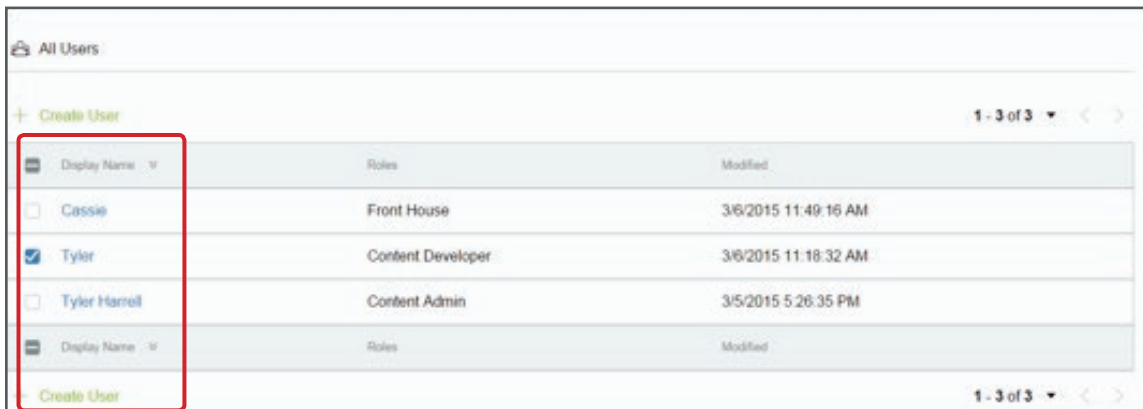 All Users
+ Create User 1 - 3 of 3
Display Name Roles Modified
Cassie Front House 3/6/2015 11:49:16 AM
Tyler Content Developer 3/6/2015 11:18:32 AM
Tyler Harrell Content Admin 3/5/2015 5:26:35 PM
Display Name Roles Modified
+ Create User 1 - 3 of 3